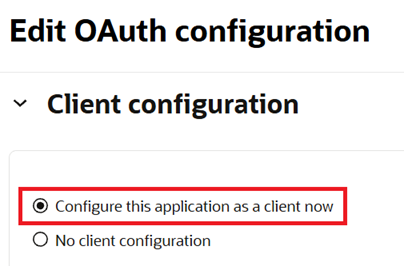 Edit OAuth configuration
Client configuration
Configure this application as a client now
No client configuration